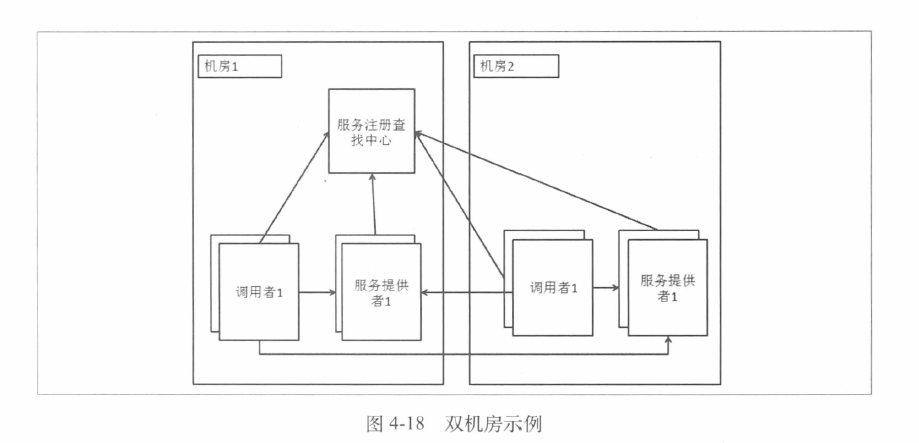 机房1
机房2
服务注册查
找中心
调用者1
服务提供
者1
调用者1
服务提供
者1
图 4-18 双机房示例